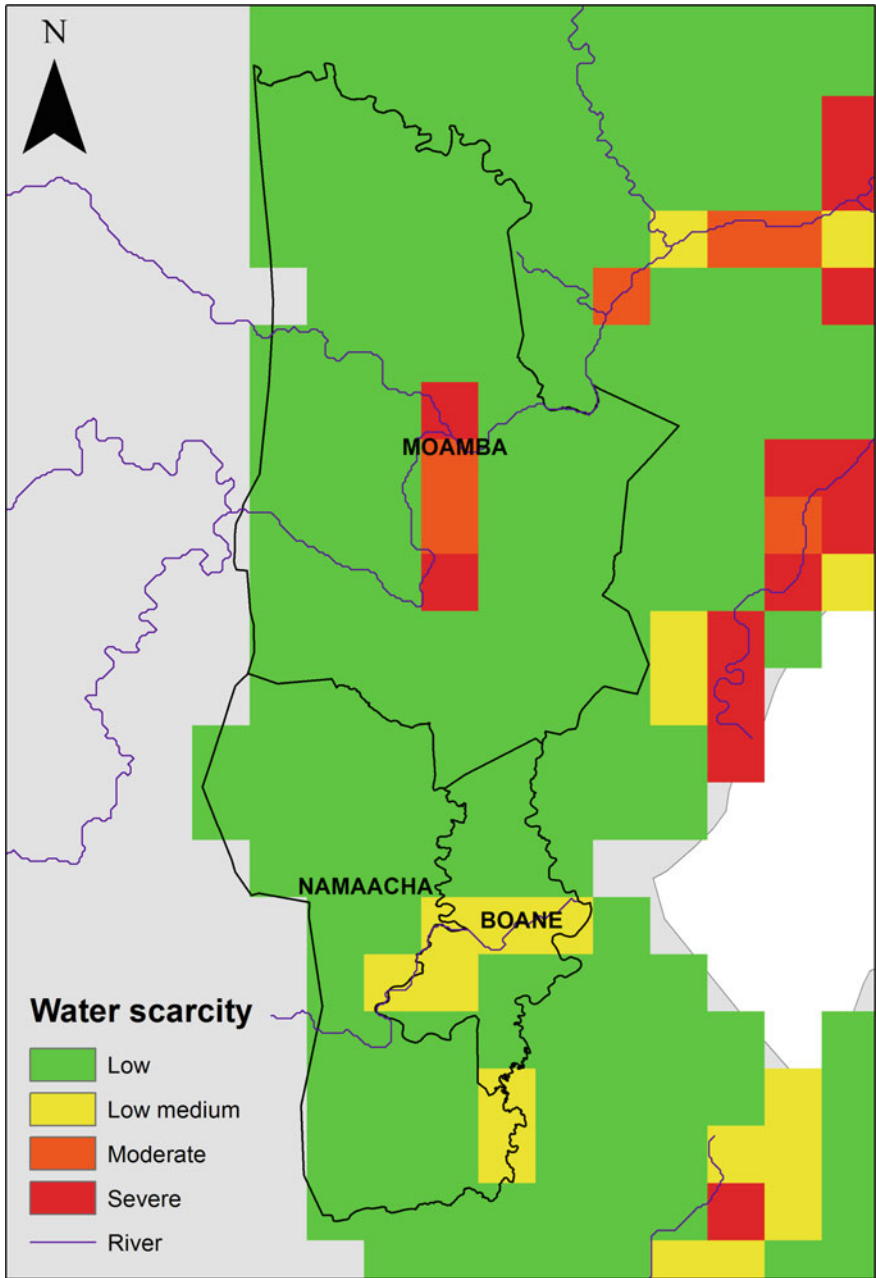 N
MOAMBA
NAMAACHA
BOANE
Water scarcity
Low
Low medium
Moderate
Severe
River